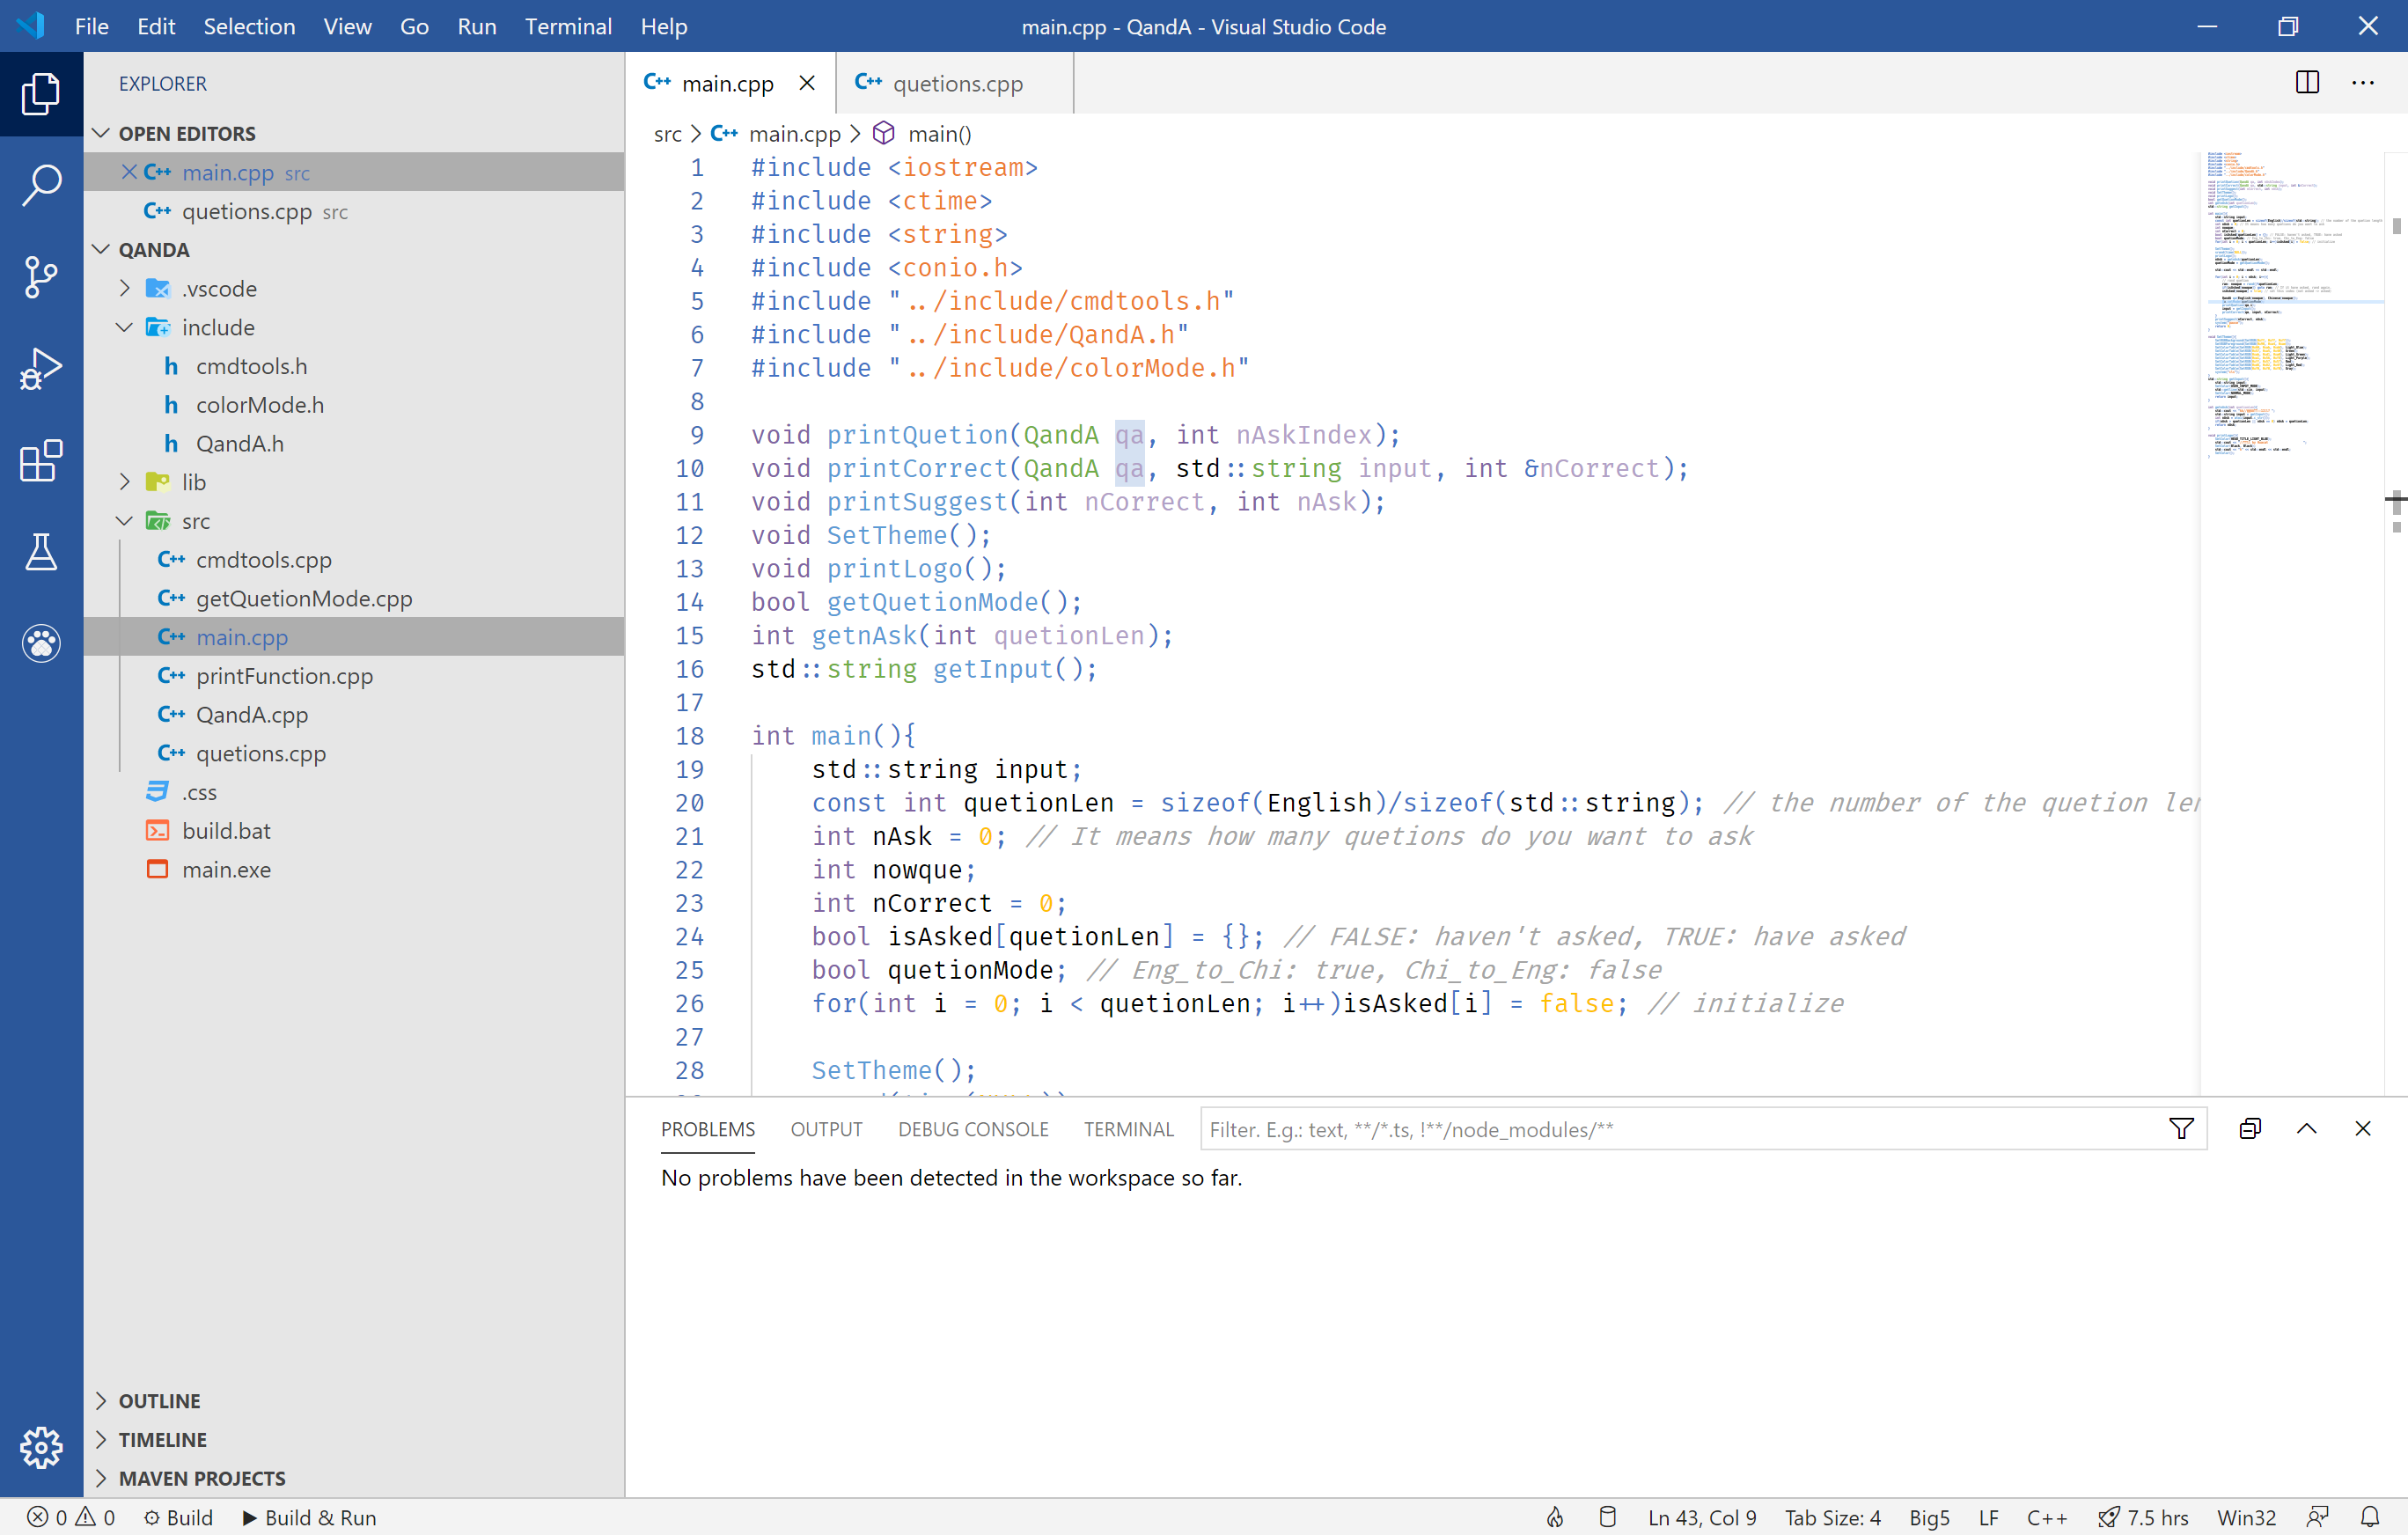 File Edit Selection View Go Run Terminal Help
main.cpp - QandA - Visual Studio Code
EXPLORER
OPEN EDITORS
main.cpp src
quetions.cpp src
QANDA
.vscode
include
cmdtools.h
colorMode.h
QandA.h
lib
src
cmdtools.cpp
getQuetionMode.cpp
main.cpp
printFunction.cpp
QandA.cpp
quetions.cpp
.css
build.bat
main.exe
OUTLINE
TIMELINE
MAVEN PROJECTS
main.cpp quetions.cpp
src > main.cpp > main()
1 #include <iostream>
2 #include <ctime>
3 #include <string>
4 #include <conio.h>
5 #include "../include/cmdtools.h"
6 #include "../include/QandA.h"
7 #include "../include/colorMode.h"
8
9 void printQuetion(QandA qa, int nAskIndex);
10 void printCorrect(QandA qa, std::string input, int &nCorrect);
11 void printSuggest(int nCorrect, int nAsk);
12 void SetTheme();
13 void printLogo();
14 bool getQuetionMode();
15 int getnAsk(int quetionLen);
16 std::string getInput();
17
18 int main(){
19 std::string input;
20 const int quetionLen = sizeof(English)/sizeof(std::string); // the number of the quetion
21 int nAsk = 0; // It means how many quetions do you want to ask
22 int nowque;
23 int nCorrect = 0;
24 bool isAsked[quetionLen] = {}; // FALSE: haven't asked, TRUE: have asked
25 bool quetionMode; // Eng_to_Chi: true, Chi_to_Eng: false
26 for(int i = 0; i < quetionLen; i++)isAsked[i] = false; // initialize
27
28 SetTheme();
PROBLEMS OUTPUT DEBUG CONSOLE TERMINAL Filter. E.g.: text, **/*.ts, !**/node_modules/**
No problems have been detected in the workspace so far.
0 0 Build Build & Run Ln 43, Col 9 Tab Size: 4 Big5 LF C++ 7.5 hrs Win32